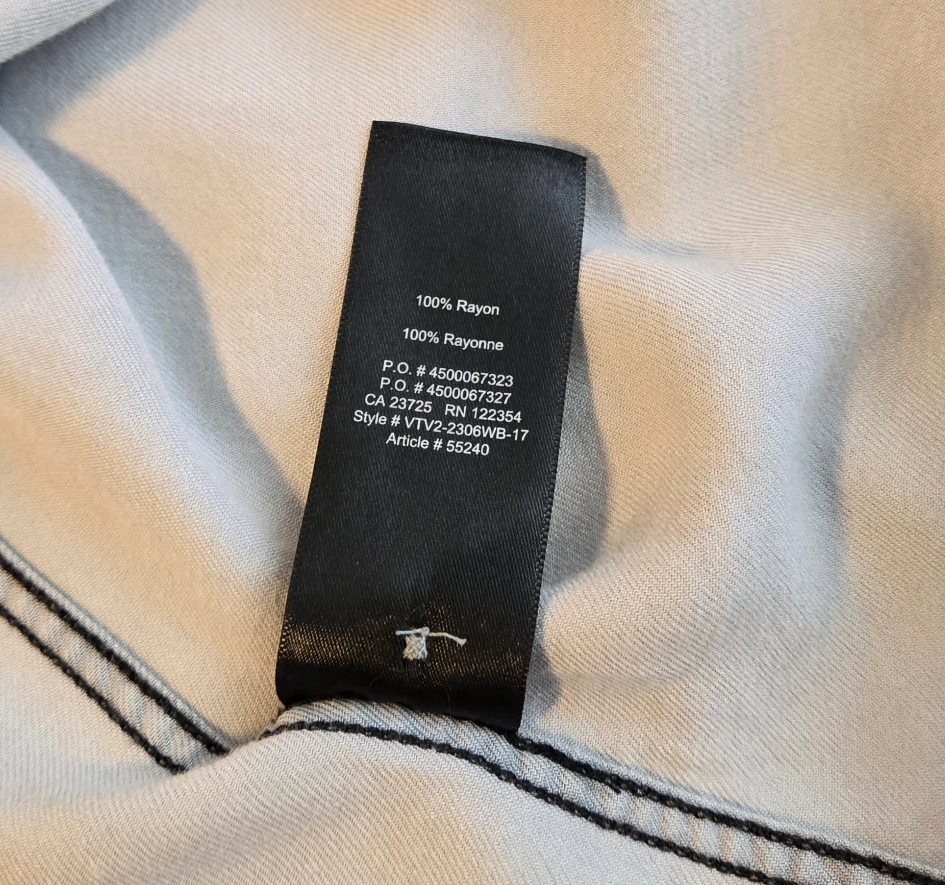 100% Rayon
100% Rayonne
P.O. # 4500067323
P.O. # 4500067327
CA 23725 RN 122354
Style # VTV2-2306WB-17
Article # 55240